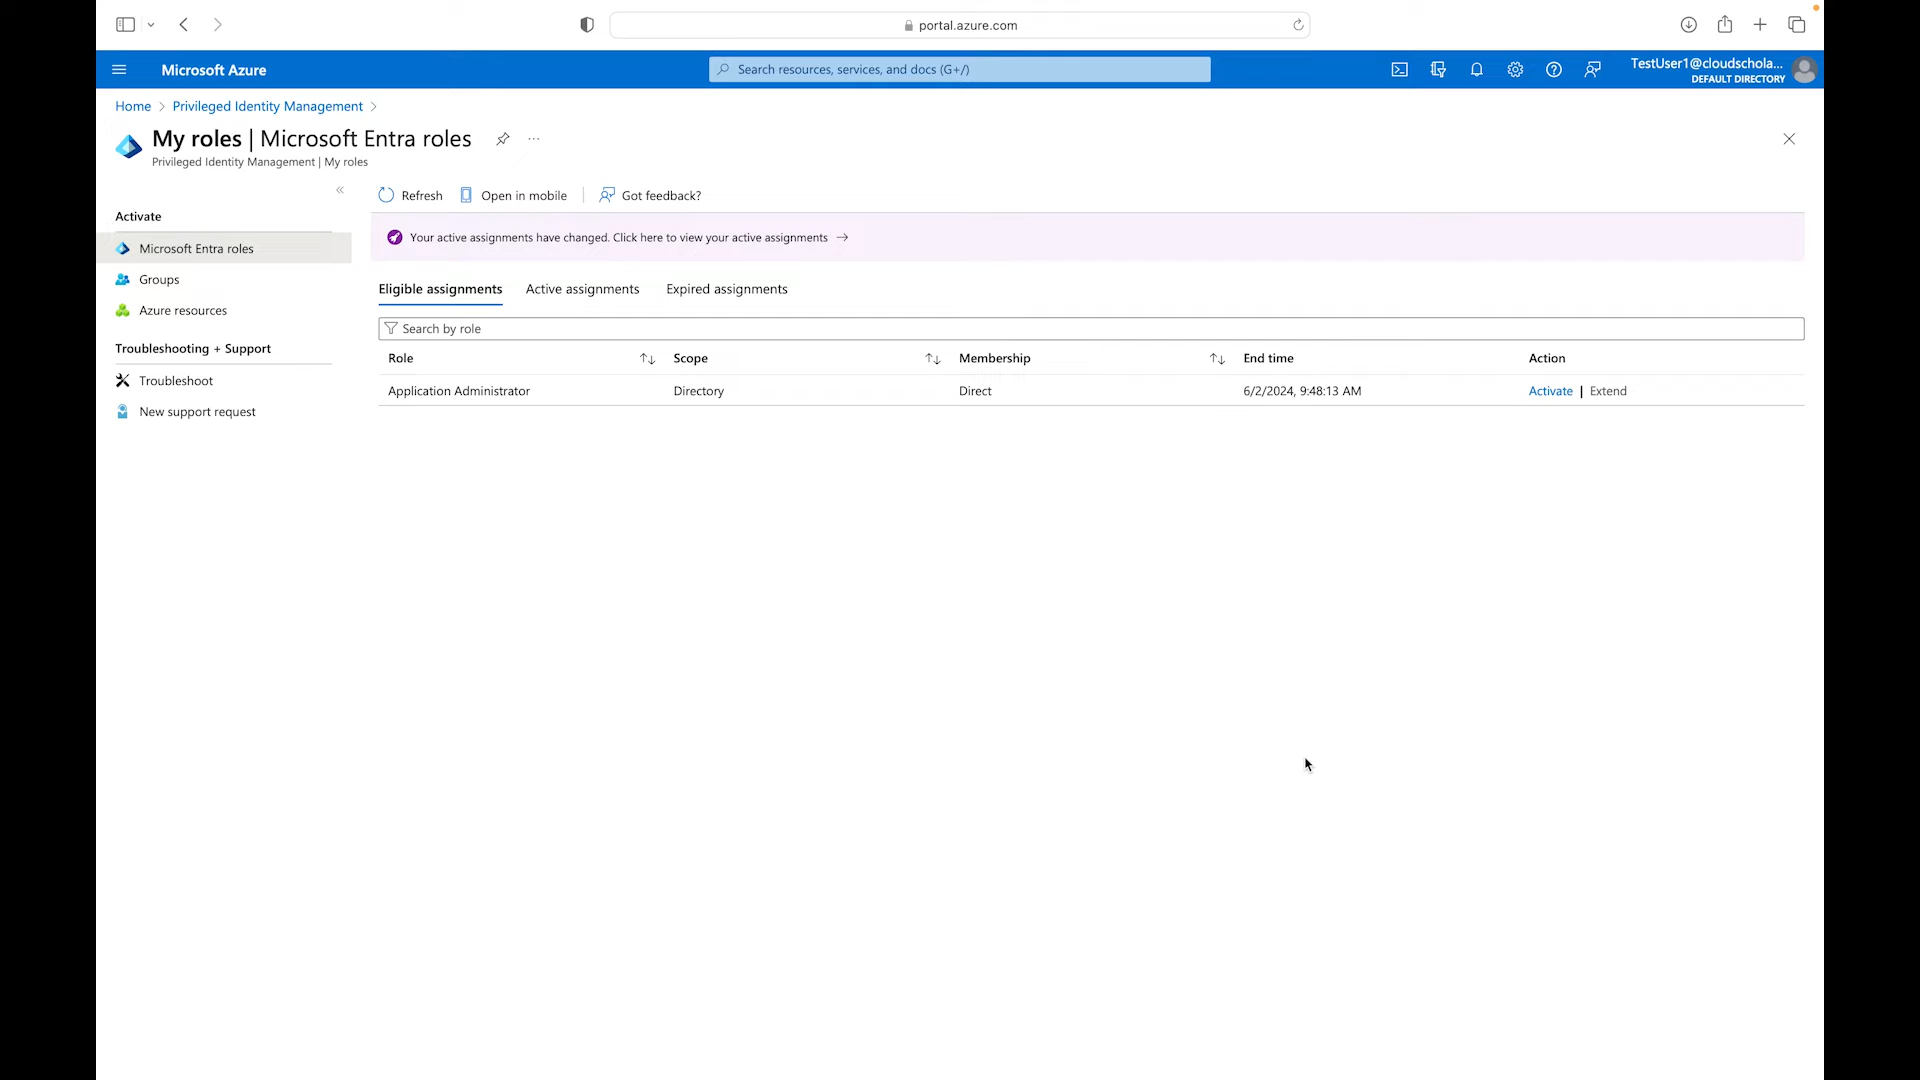 portal.azure.com
Microsoft Azure
Search resources, services, and docs (G+/)
TestUser1@cloudschola...
DEFAULT DIRECTORY
Home > Privileged Identity Management >
My roles | Microsoft Entra roles
Privileged Identity Management | My roles
Refresh
Open in mobile
Got feedback?
Activate
Microsoft Entra roles
Groups
Azure resources
Troubleshooting + Support
Troubleshoot
New support request
Your active assignments have changed. Click here to view your active assignments →
Eligible assignments Active assignments Expired assignments
Search by role
Role Scope Membership End time Action
Application Administrator Directory Direct 6/2/2024, 9:48:13 AM Activate | Extend